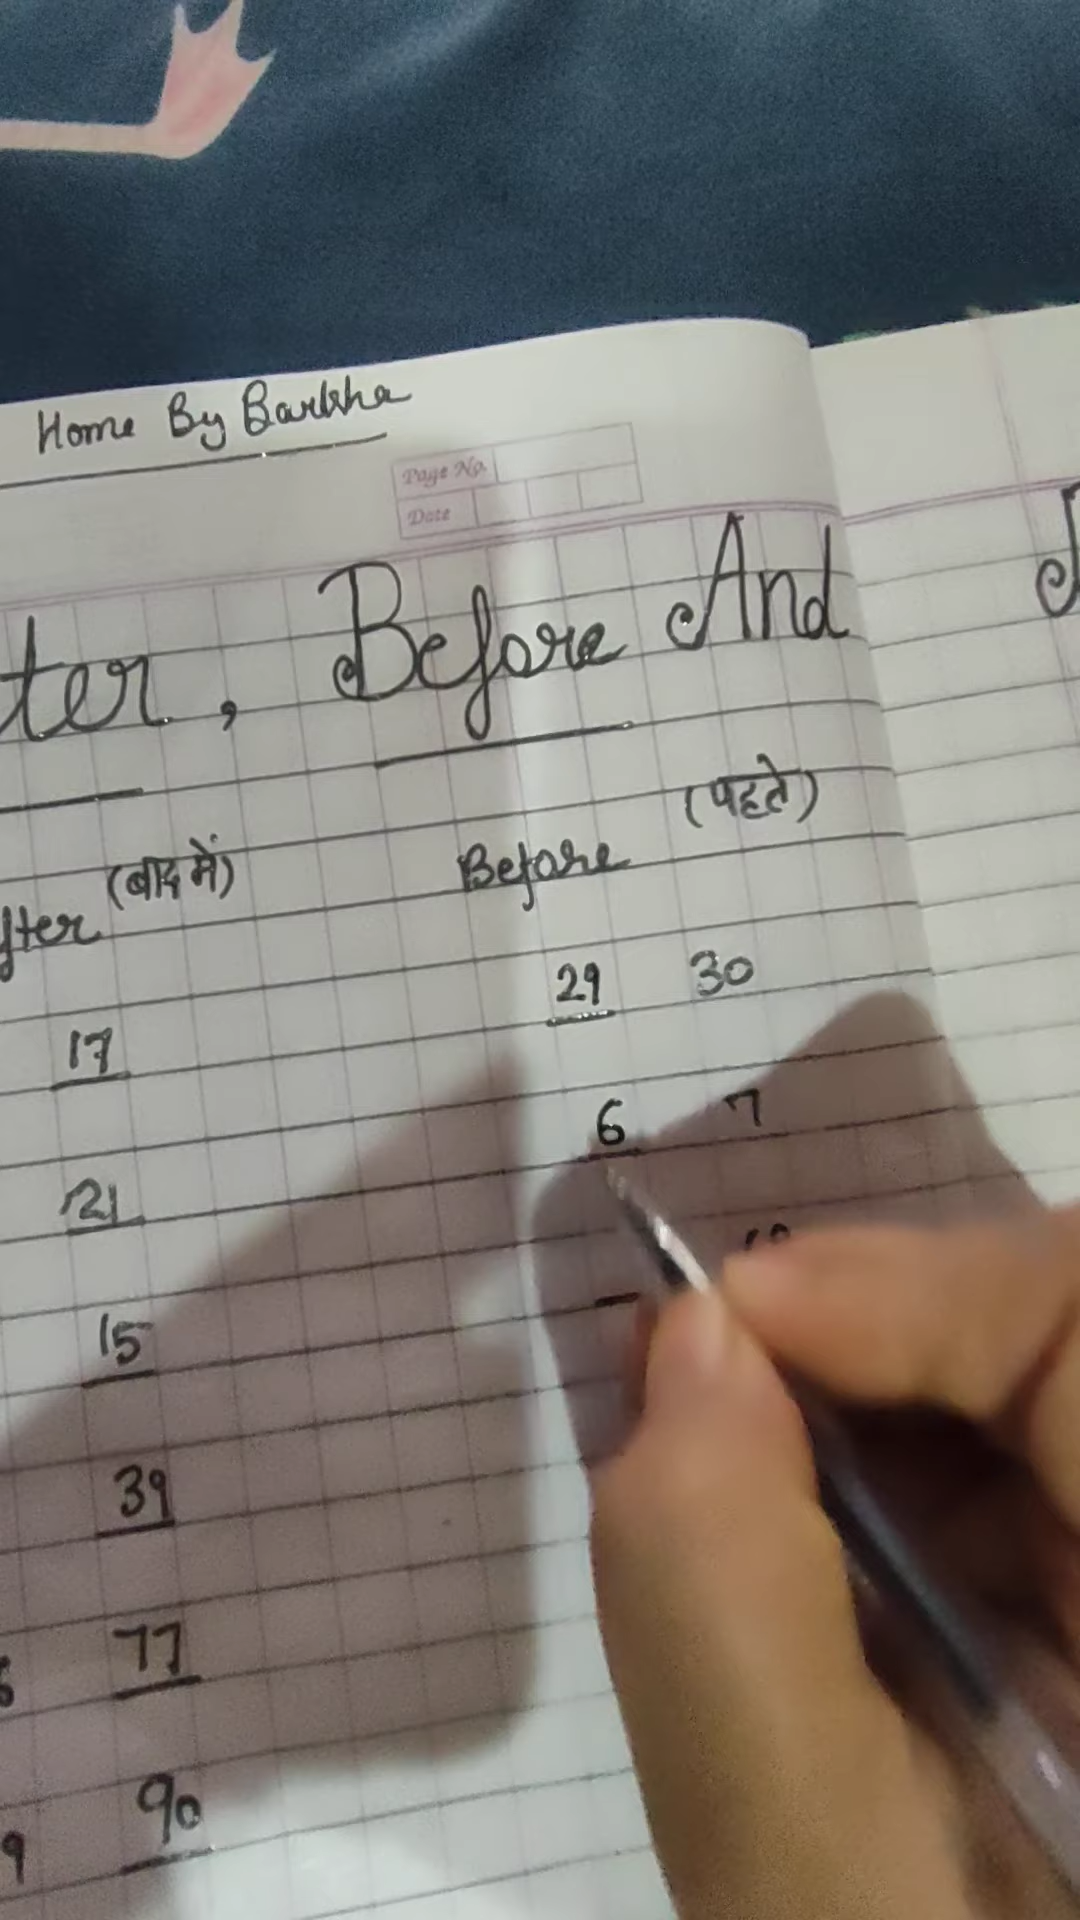 Home By Barkha
Page No.
Date
ter, Before And
fter (बाद में) Before (पहले)
17 29 30
21 6 7
15
39
77
9 90